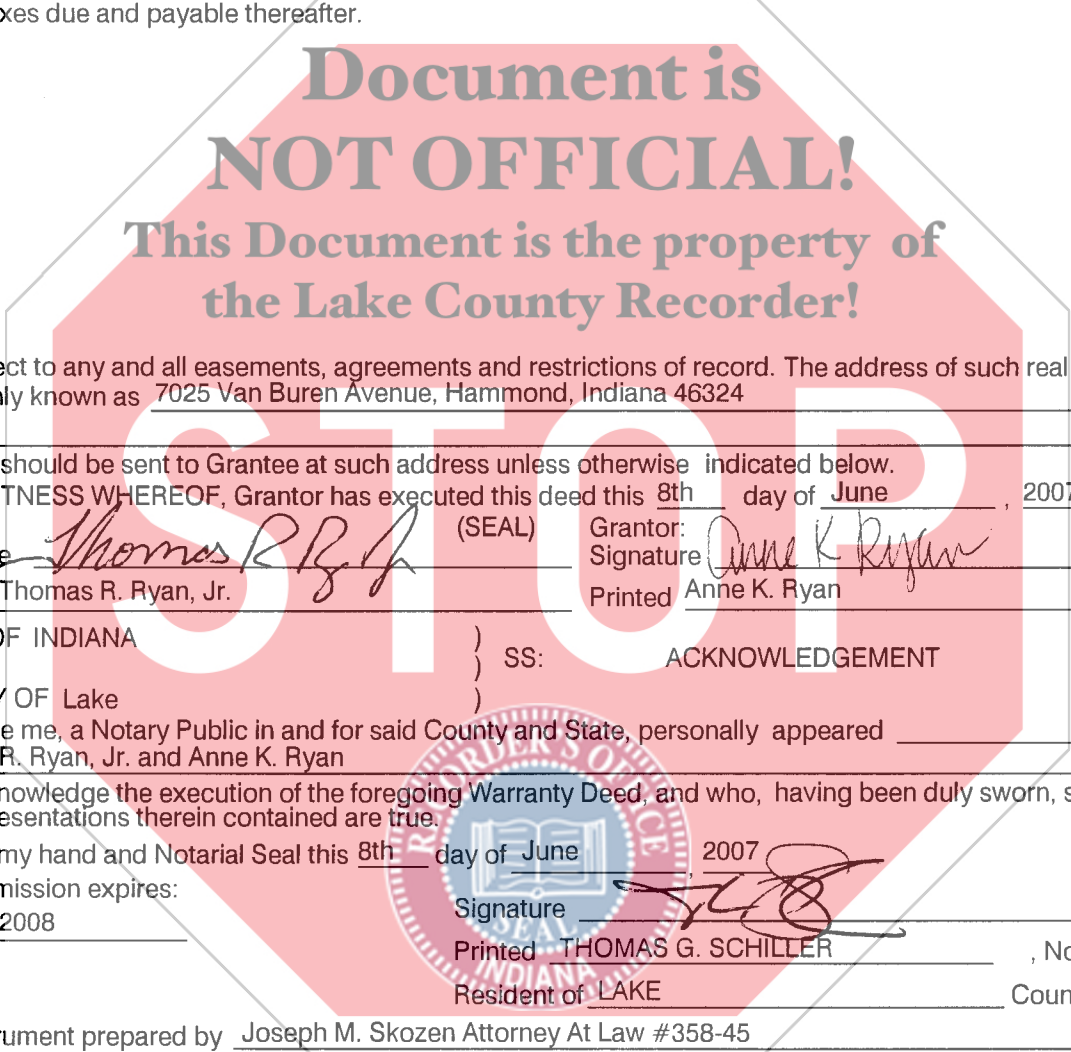 xes due and payable thereafter.
Document is
NOT OFFICIAL!
This Document is the property of
the Lake County Recorder!
ect to any and all easements, agreements and restrictions of record. The address of such real
ly known as 7025 Van Buren Avenue, Hammond, Indiana 46324
STOP
should be sent to Grantee at such address unless otherwise indicated below.
TNESS WHEREOF, Grantor has executed this deed this 8th day of June , 2007
(SEAL) Grantor:
e Thomas R Ry Jr Signature Anne K Ryan
Thomas R. Ryan, Jr. Printed Anne K. Ryan
OF INDIANA )
) SS: ACKNOWLEDGEMENT
Y OF Lake )
e me, a Notary Public in and for said County and State, personally appeared
R. Ryan, Jr. and Anne K. Ryan
nowledge the execution of the foregoing Warranty Deed, and who, having been duly sworn, s
esentations therein contained are true.
my hand and Notarial Seal this 8th day of June , 2007
mission expires:
2008
Signature
Printed THOMAS G. SCHILLER , No
Resident of LAKE Coun
rument prepared by Joseph M. Skozen Attorney At Law #358-45
RECORDER'S OFFICE
SEAL
INDIANA